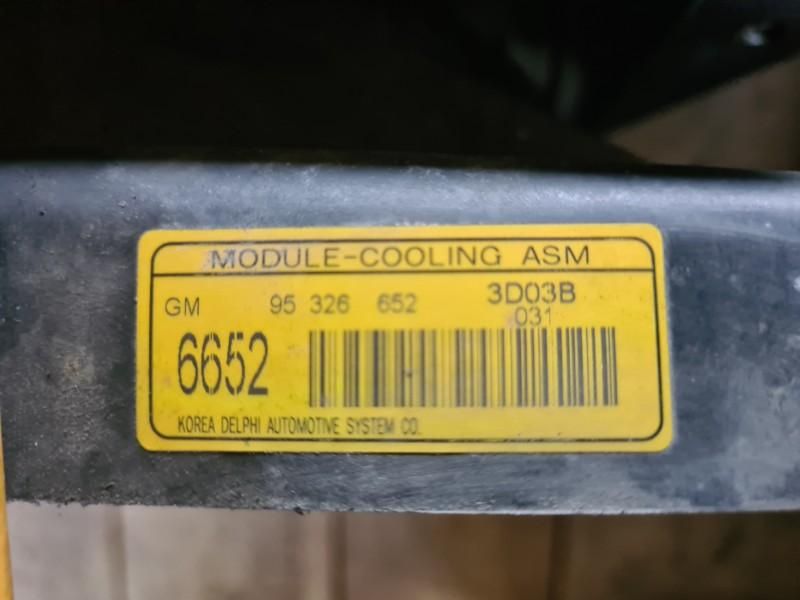 MODULE-COOLING ASM
GM 95 326 652 3D03B
031
6652
KOREA DELPHI AUTOMOTIVE SYSTEM CO.